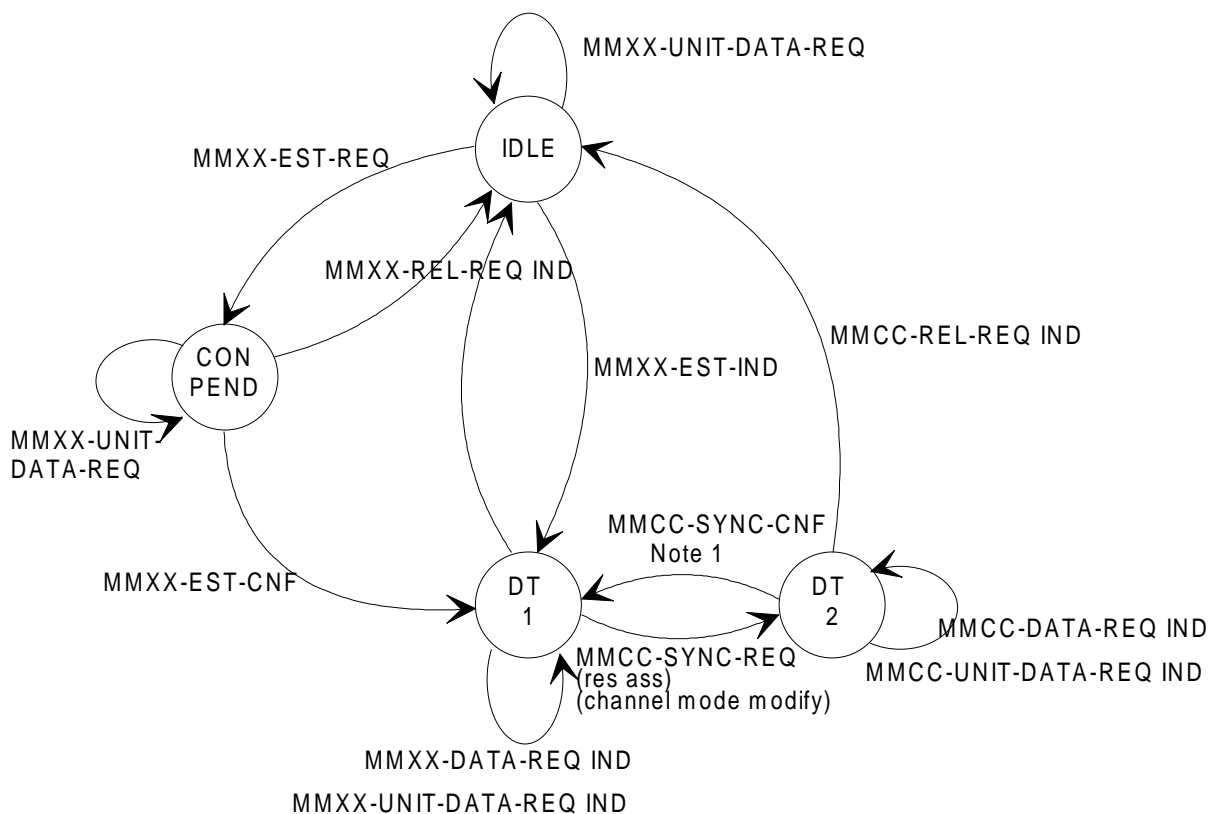 MMXX-UNIT-DATA-REQ
IDLE
MMXX-EST-REQ
MMXX-REL-REQ IND
MMCC-REL-REQ IND
CON
PEND
MMXX-EST-IND
MMXX-UNIT-
DATA-REQ
MMCC-SYNC-CNF
Note 1
MMXX-EST-CNF
DT
1
DT
2
MMCC-DATA-REQ IND
MMCC-SYNC-REQ
(res ass)
(channel mode modify)
MMCC-UNIT-DATA-REQ IND
MMXX-DATA-REQ IND
MMXX-UNIT-DATA-REQ IND